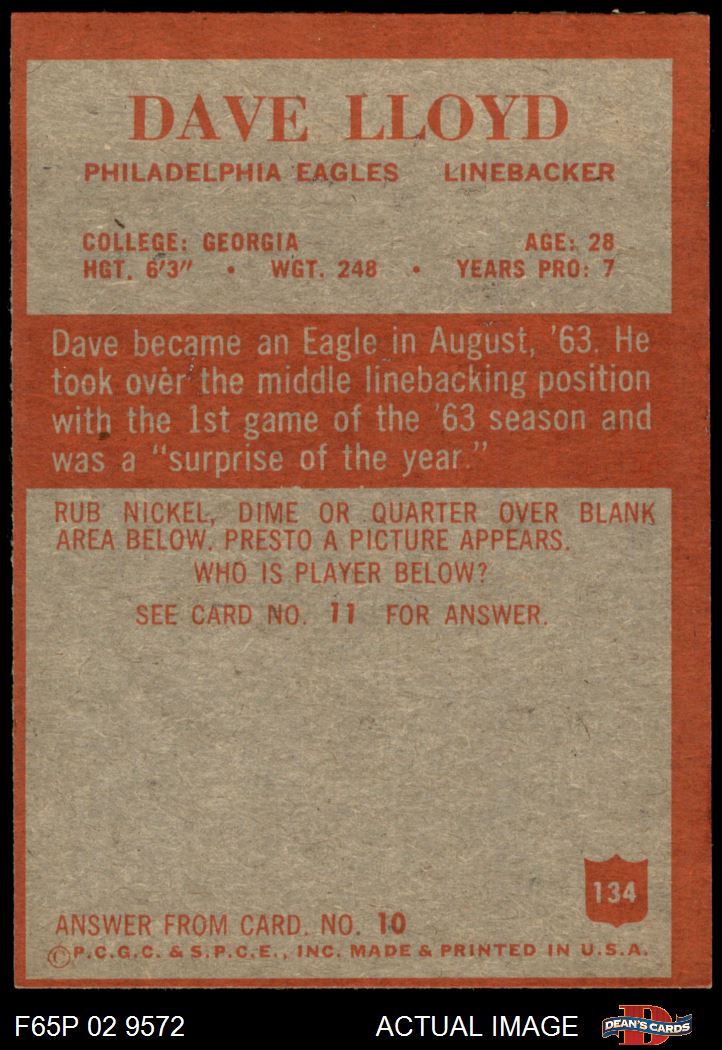 DAVE LLOYD
PHILADELPHIA EAGLES LINEBACKER
COLLEGE: GEORGIA AGE: 28
HGT. 6'3" • WGT. 248 • YEARS PRO: 7
Dave became an Eagle in August, '63. He
took over the middle linebacking position
with the 1st game of the '63 season and
was a "surprise of the year."
RUB NICKEL, DIME OR QUARTER OVER BLANK
AREA BELOW. PRESTO A PICTURE APPEARS.
WHO IS PLAYER BELOW?
SEE CARD NO. 11 FOR ANSWER.
134
ANSWER FROM CARD. NO. 10
©P.C.G.C. & S.P.C.E., INC. MADE & PRINTED IN U.S.A.
F65P 02 9572 ACTUAL IMAGE D DEAN'S CARDS